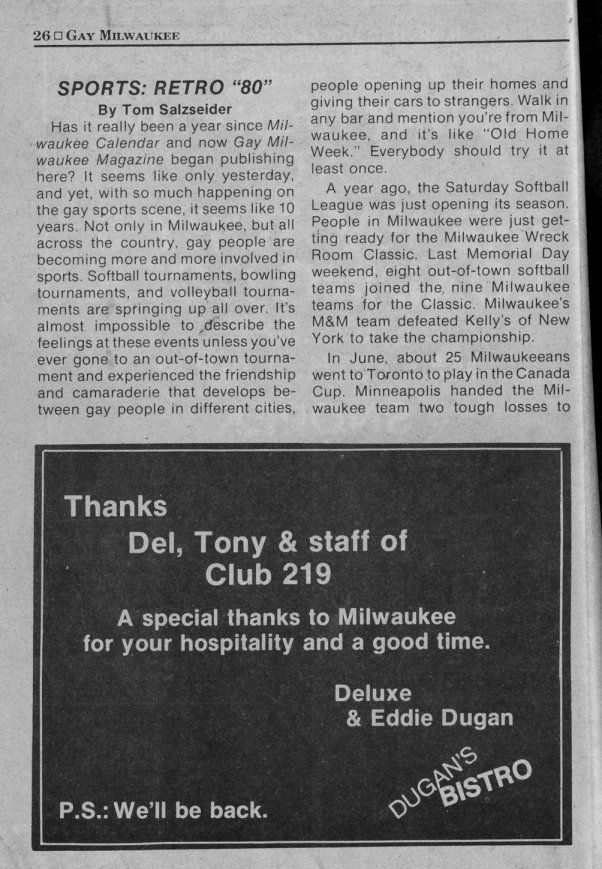 26 □ GAY MILWAUKEE
SPORTS: RETRO “80”
By Tom Salzseider
Has it really been a year since Mil-
waukee Calendar and now Gay Mil-
waukee Magazine began publishing
here? It seems like only yesterday,
and yet, with so much happening on
the gay sports scene, it seems like 10
years. Not only in Milwaukee, but all
across the country, gay people are
becoming more and more involved in
sports. Softball tournaments, bowling
tournaments, and volleyball tourna-
ments are springing up all over. It's
almost impossible to describe the
feelings at these events unless you've
ever gone to an out-of-town tourna-
ment and experienced the friendship
and camaraderie that develops be-
tween gay people in different cities,
people opening up their homes and
giving their cars to strangers. Walk in
any bar and mention you're from Mil-
waukee, and it's like “Old Home
Week.” Everybody should try it at
least once.
A year ago, the Saturday Softball
League was just opening its season.
People in Milwaukee were just get-
ting ready for the Milwaukee Wreck
Room Classic. Last Memorial Day
weekend, eight out-of-town softball
teams joined the nine Milwaukee
teams for the Classic. Milwaukee's
M&M team defeated Kelly's of New
York to take the championship.
In June, about 25 Milwaukeeans
went to Toronto to play in the Canada
Cup. Minneapolis handed the Mil-
waukee team two tough losses to
Thanks
Del, Tony & staff of
Club 219
A special thanks to Milwaukee
for your hospitality and a good time.
Deluxe
& Eddie Dugan
DUGAN'S
BISTRO
P.S.: We'll be back.